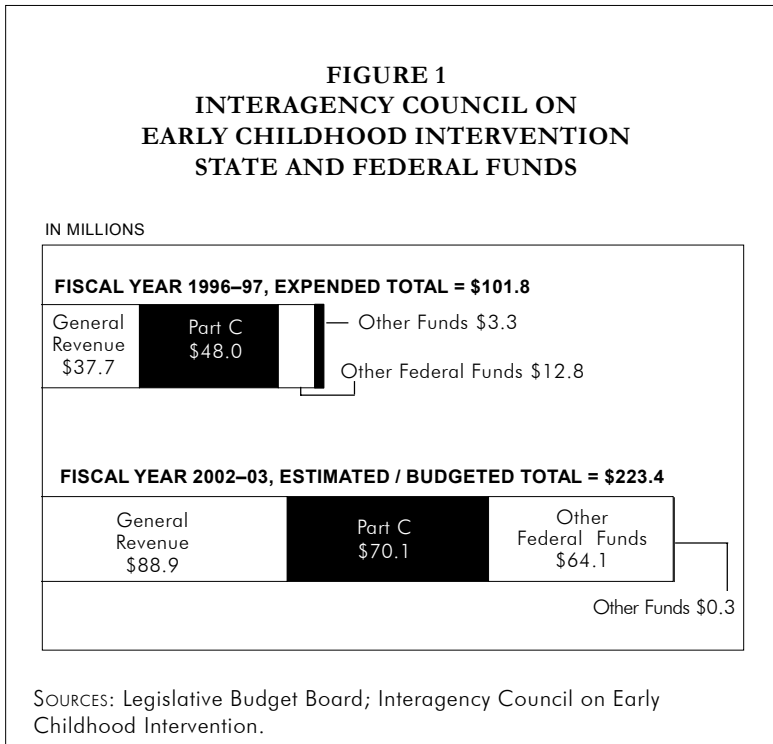 FIGURE 1
INTERAGENCY COUNCIL ON
EARLY CHILDHOOD INTERVENTION
STATE AND FEDERAL FUNDS
IN MILLIONS
FISCAL YEAR 1996–97, EXPENDED TOTAL = $101.8
General
Revenue
$37.7
Part C
$48.0
Other Funds $3.3
Other Federal Funds $12.8
FISCAL YEAR 2002–03, ESTIMATED / BUDGETED TOTAL = $223.4
General
Revenue
$88.9
Part C
$70.1
Other
Federal Funds
$64.1
Other Funds $0.3
SOURCES: Legislative Budget Board; Interagency Council on Early
Childhood Intervention.